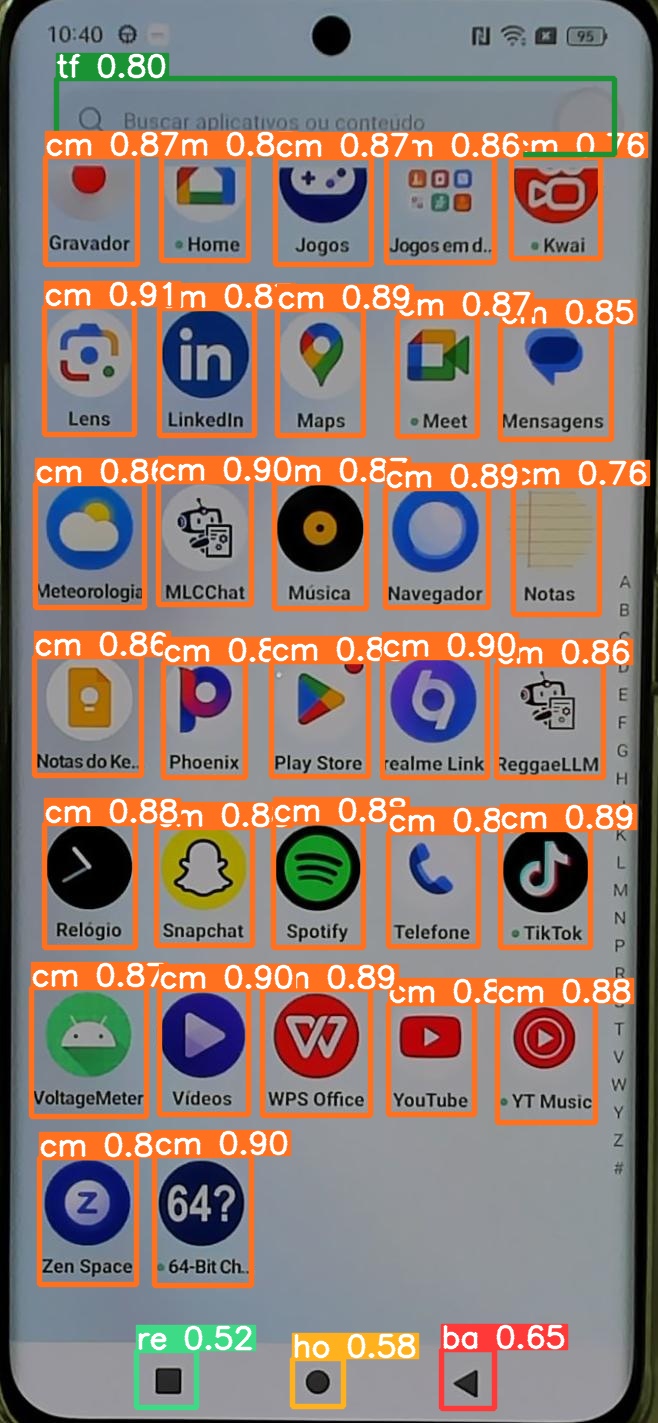 10:40 95
tf 0.80
Buscar aplicativos ou conteúdo
cm 0.87 m 0.8 cm 0.87 m 0.86 cm 0.76
Gravador Home Jogos Jogos em d.. Kwai
cm 0.91 m 0.8 cm 0.89 cm 0.87 cm 0.85
Lens LinkedIn Maps Meet Mensagens
cm 0.86 cm 0.90 m 0.87 cm 0.89 cm 0.76
Meteorologia MLCChat Música Navegador Notas
A
B
cm 0.86 cm 0.8 cm 0.8 cm 0.90 cm 0.86
D
E
F
G
Notas do Ke.. Phoenix Play Store realme Link ReggaeLLM
H
cm 0.88 m 0.8 cm 0.88 cm 0.8 cm 0.89
K
L
M
N
Relógio Snapchat Spotify Telefone TikTok
P
R
cm 0.87 cm 0.90 0.89 cm 0.8 cm 0.88
T
V
W
VoltageMeter Vídeos WPS Office YouTube YT Music
Y
Z
cm 0.8 cm 0.90
#
64?
Zen Space 64-Bit Ch..
re 0.52 ho 0.58 ba 0.65